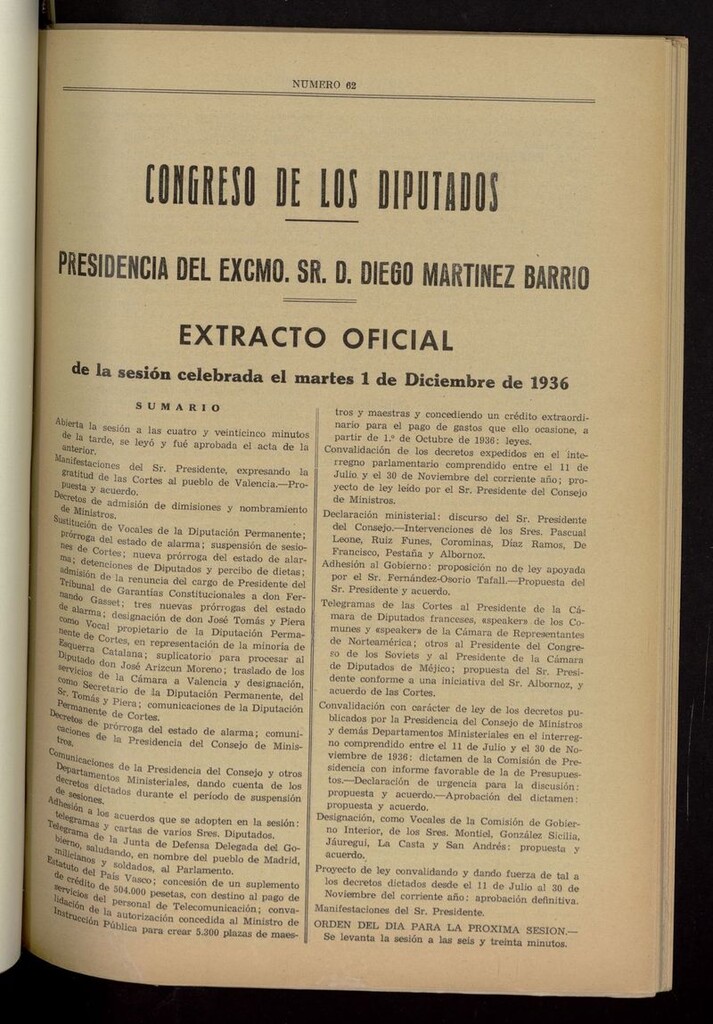 NUMERO 62
CONGRESO DE LOS DIPUTADOS
PRESIDENCIA DEL EXCMO. SR. D. DIEGO MARTINEZ BARRIO
EXTRACTO OFICIAL
de la sesión celebrada el martes 1 de Diciembre de 1936
SUMARIO
Abierta la sesión a las cuatro y veinticinco minutos
de la tarde, se leyó y fué aprobada el acta de la
anterior.
Manifestaciones del Sr. Presidente, expresando la
gratitud de las Cortes al pueblo de Valencia.—Pro-
puesta y acuerdo.
Decretos de admisión de dimisiones y nombramiento
de Ministros.
Sustitución de Vocales de la Diputación Permanente;
prórroga del estado de alarma; suspensión de sesio-
nes de Cortes; nueva prórroga del estado de alar-
ma; detenciones de Diputados y percibo de dietas;
admisión de la renuncia del cargo de Presidente del
Tribunal de Garantías Constitucionales a don Fer-
nando Gasset; tres nuevas prórrogas del estado
de alarma; designación de don José Tomás y Piera
como Vocal propietario de la Diputación Perma-
nente de Cortes, en representación de la minoría de
Esquerra Catalana; suplicatorio para procesar al
Diputado don José Arizcun Moreno; traslado de los
servicios de la Cámara a Valencia y designación,
como Secretario de la Diputación Permanente, del
Sr. Tomás y Piera; comunicaciones de la Diputación
Permanente de Cortes.
Decretos de prórroga del estado de alarma; comuni-
caciones de la Presidencia del Consejo de Minis-
tros.
Comunicaciones de la Presidencia del Consejo y otros
Departamentos Ministeriales, dando cuenta de los
decretos dictados durante el período de suspensión
de sesiones.
Adhesión a los acuerdos que se adopten en la sesión:
telegramas y cartas de varios Sres. Diputados.
Telegrama de la Junta de Defensa Delegada del Go-
bierno, saludando, en nombre del pueblo de Madrid,
milicianos y soldados, al Parlamento.
Estatuto del País Vasco; concesión de un suplemento
de crédito de 504.000 pesetas, con destino al pago de
servicios del personal de Telecomunicación; conva-
lidación de la autorización concedida al Ministro de
Instrucción Pública para crear 5.300 plazas de maes-
tros y maestras y concediendo un crédito extraordi-
nario para el pago de gastos que ello ocasione, a
partir de 1.º de Octubre de 1936: leyes.
Convalidación de los decretos expedidos en el inte-
rregno parlamentario comprendido entre el 11 de
Julio y el 30 de Noviembre del corriente año; pro-
yecto de ley leído por el Sr. Presidente del Consejo
de Ministros.
Declaración ministerial: discurso del Sr. Presidente
del Consejo.—Intervenciones de los Sres. Pascual
Leone, Ruiz Funes, Corominas, Díaz Ramos, De
Francisco, Pestaña y Albornoz.
Adhesión al Gobierno: proposición no de ley apoyada
por el Sr. Fernández-Osorio Tafall.—Propuesta del
Sr. Presidente y acuerdo.
Telegramas de las Cortes al Presidente de la Cá-
mara de Diputados franceses, «speaker» de los Co-
munes y «speaker» de la Cámara de Representantes
de Norteamérica; otros al Presidente del Congre-
so de los Soviets y al Presidente de la Cámara
de Diputados de Méjico; propuesta del Sr. Presi-
dente conforme a una iniciativa del Sr. Albornoz, y
acuerdo de las Cortes.
Convalidación con carácter de ley de los decretos pu-
blicados por la Presidencia del Consejo de Ministros
y demás Departamentos Ministeriales en el interreg-
no comprendido entre el 11 de Julio y el 30 de No-
viembre de 1936: dictamen de la Comisión de Pre-
sidencia con informe favorable de la de Presupues-
tos.—Declaración de urgencia para la discusión:
propuesta y acuerdo.—Aprobación del dictamen:
propuesta y acuerdo.
Designación, como Vocales de la Comisión de Gobier-
no Interior, de los Sres. Montiel, González Sicilia,
Jáuregui, La Casta y San Andrés: propuesta y
acuerdo.
Proyecto de ley convalidando y dando fuerza de tal a
los decretos dictados desde el 11 de Julio al 30 de
Noviembre del corriente año: aprobación definitiva.
Manifestaciones del Sr. Presidente.
ORDEN DEL DIA PARA LA PROXIMA SESION.—
Se levanta la sesión a las seis y treinta minutos.